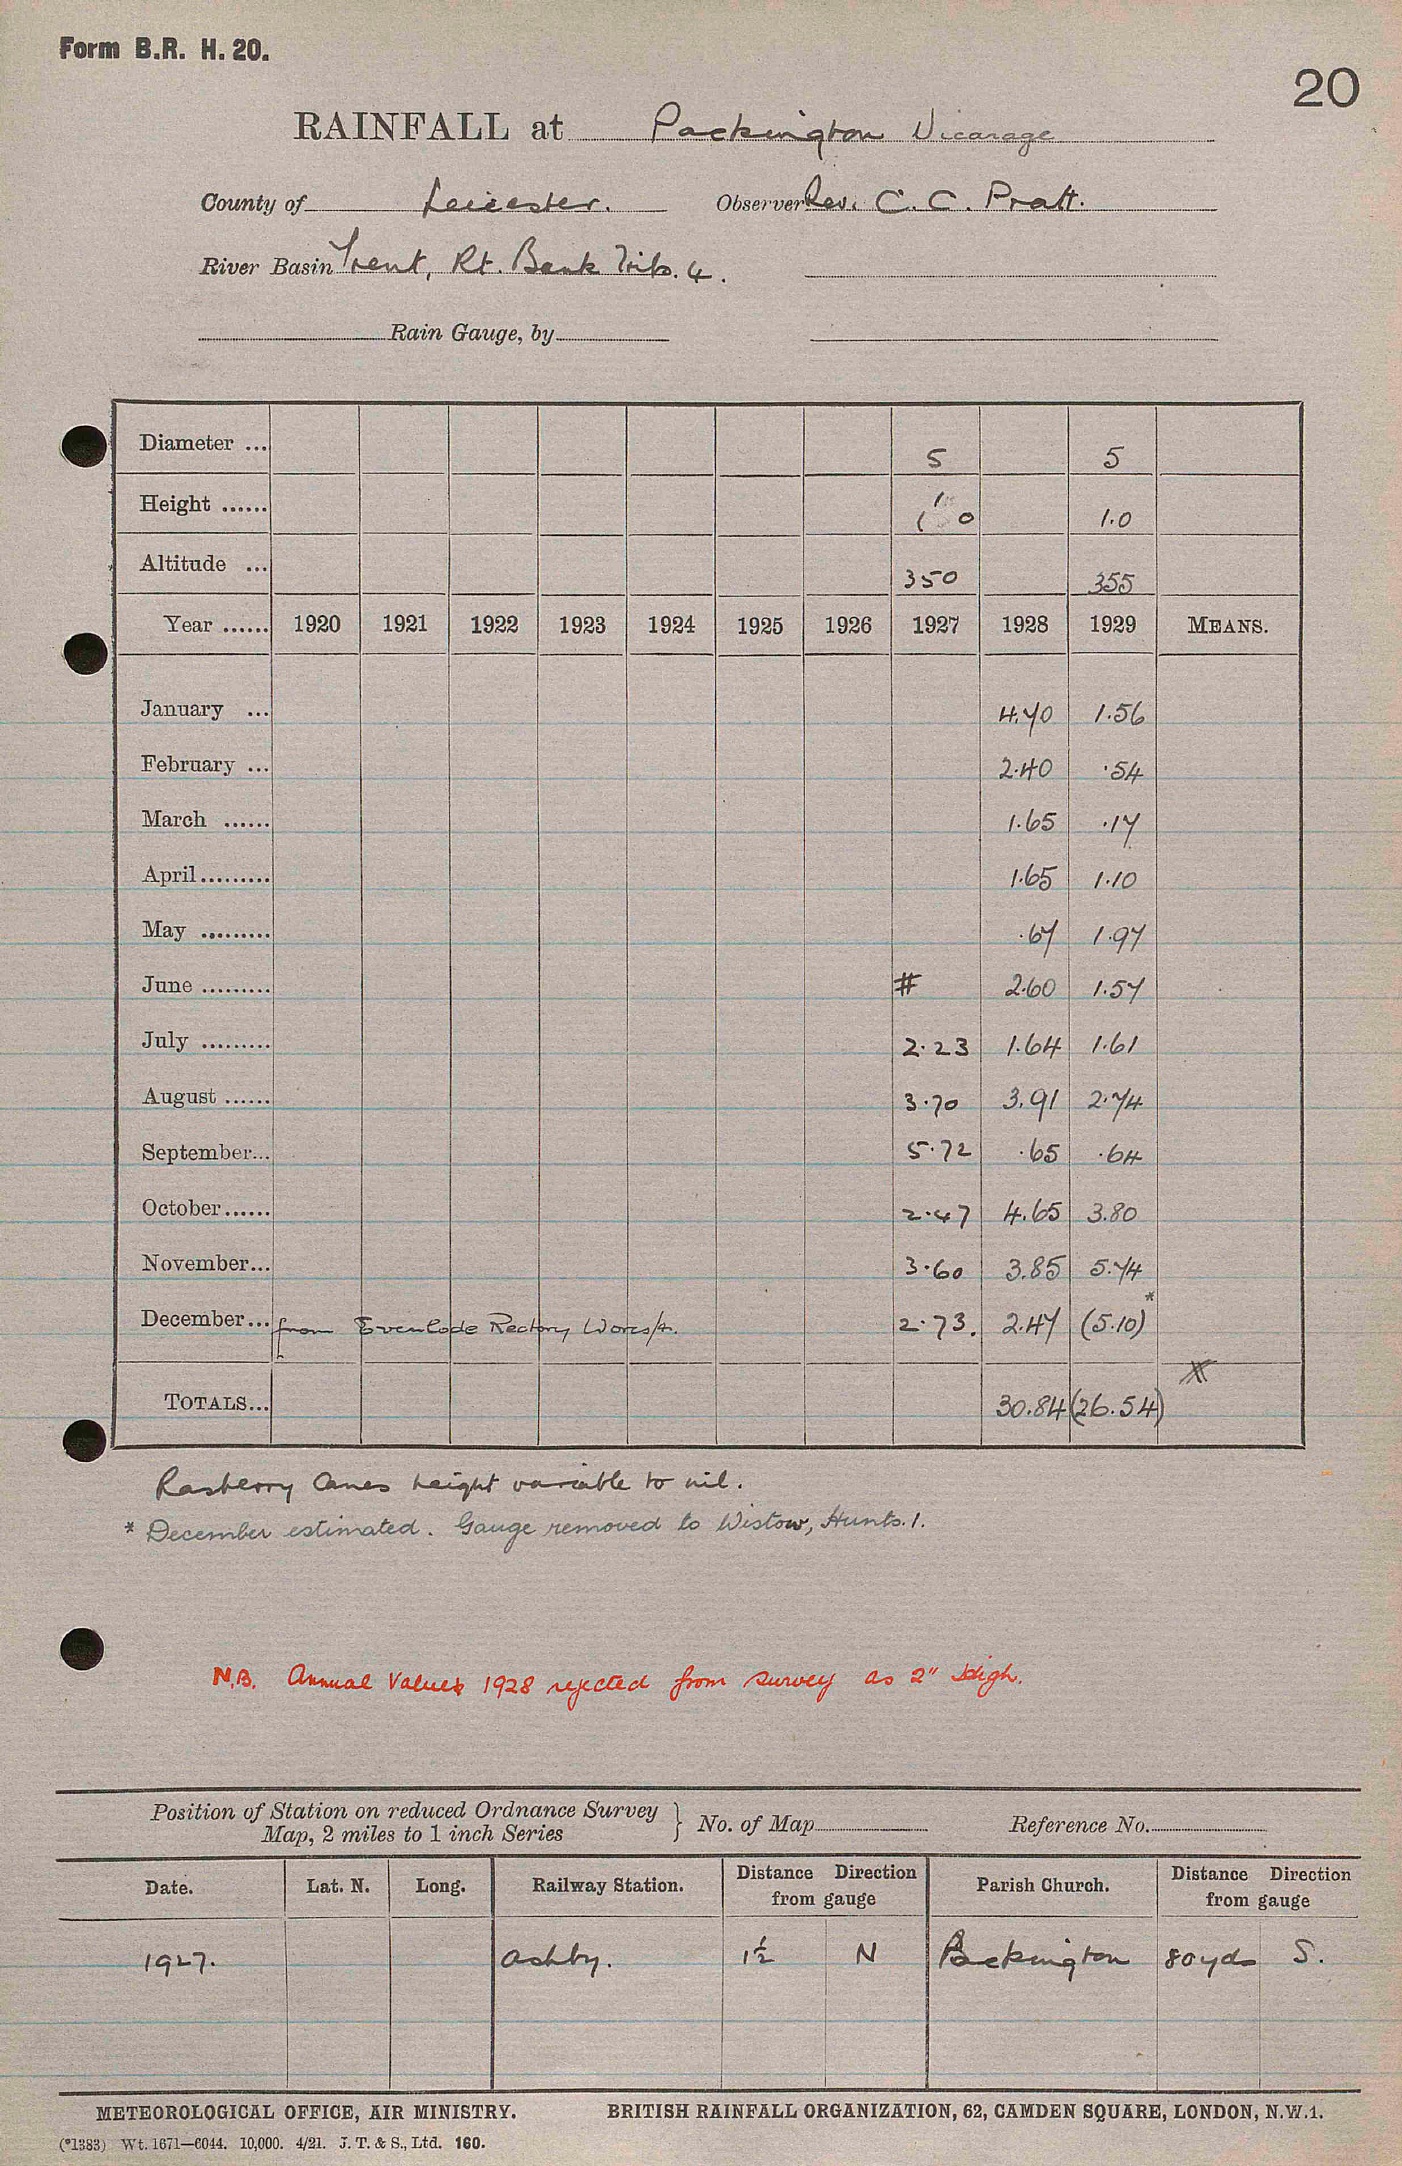 Form B.R. H. 20.
20
RAINFALL at Packington Vicarage
County of Leicester. Observer Rev. C. C. Pratt.
River Basin Trent, Rt. Bank Trib. 4.
Rain Gauge, by
Diameter ... 5 5
Height ...... 1 0 1.0
Altitude ... 350 355
Year ...... 1920 1921 1922 1923 1924 1925 1926 1927 1928 1929 MEANS.
January ... 4.70 1.56
February ... 2.40 .54
March ...... 1.65 .17
April ......... 1.65 1.10
May ......... .67 1.97
June ......... # 2.60 1.57
July ......... 2.23 1.64 1.61
August ...... 3.70 3.91 2.74
September... 5.72 .65 .64
October...... 2.47 4.65 3.80
November... 3.60 3.85 5.74
December... from Evenlode Rectory Worcs/4. 2.73. 2.47 (5.10)*
TOTALS... 30.84 (26.54)
Rasberry Canes height variable to nil.
* December estimated. Gauge removed to Wistow, Hunts. 1.
N.B. Annual Values 1928 rejected from survey as 2" high.
Position of Station on reduced Ordnance Survey
Map, 2 miles to 1 inch Series } No. of Map Reference No.
Date. Lat. N. Long. Railway Station. Distance Direction from gauge Parish Church. Distance Direction from gauge
1927. Ashby. 1½ N Packington 80yds S.
METEOROLOGICAL OFFICE, AIR MINISTRY. BRITISH RAINFALL ORGANIZATION, 62, CAMDEN SQUARE, LONDON, N.W.1.
(*1383) Wt. 1671—6044. 10,000. 4/21. J. T. & S., Ltd. 160.